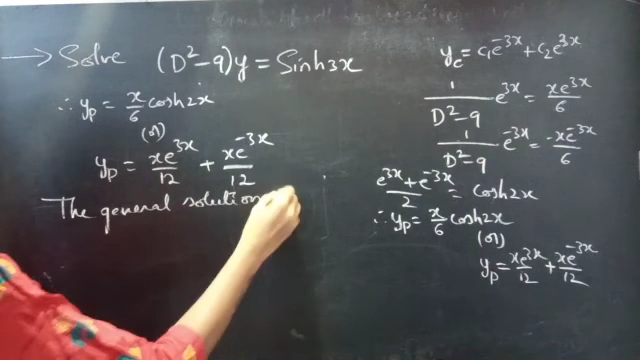 → Solve (D²-9)y = Sinh3x
∴ yₚ = x/6 cosh2x
(or)
yₚ = xe^3x/12 + xe^-3x/12
The general solution
y_c = c₁e^-3x + c₂e^3x
1/(D²-9) e^3x = xe^3x/6
1/(D²-9) e^-3x = -xe^-3x/6
(e^3x + e^-3x)/2 = cosh2x
∴ yₚ = x/6 cosh2x
(or)
yₚ = xe^3x/12 + xe^-3x/12